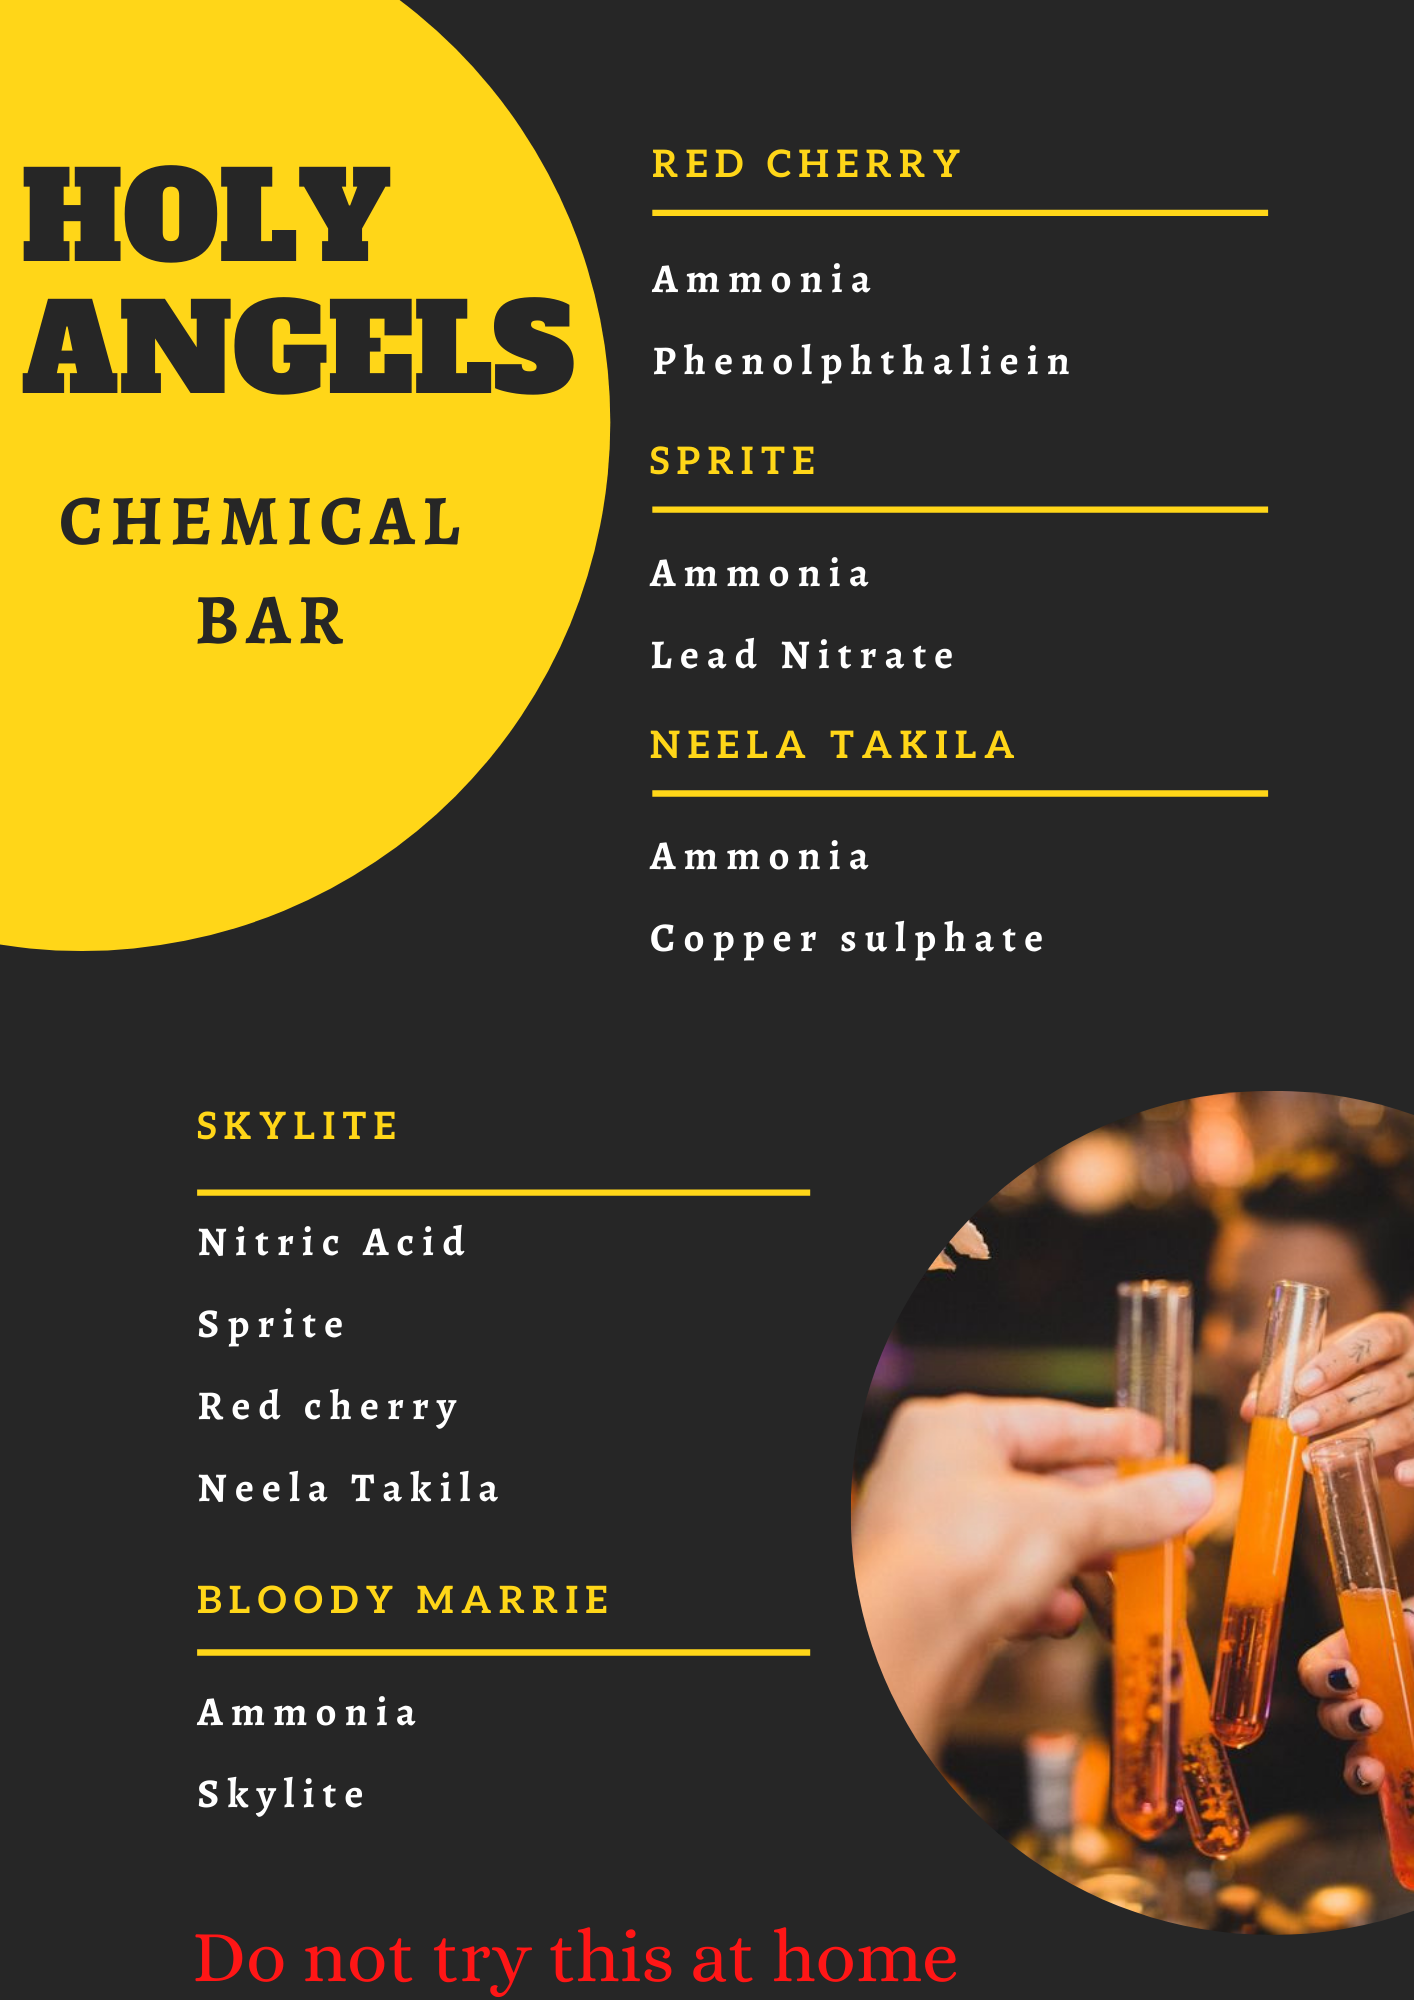 HOLY
ANGELS
CHEMICAL
BAR
RED CHERRY
Ammonia
Phenolphthaliein
SPRITE
Ammonia
Lead Nitrate
NEELA TAKILA
Ammonia
Copper sulphate
SKYLITE
Nitric Acid
Sprite
Red cherry
Neela Takila
BLOODY MARRIE
Ammonia
Skylite
Do not try this at home